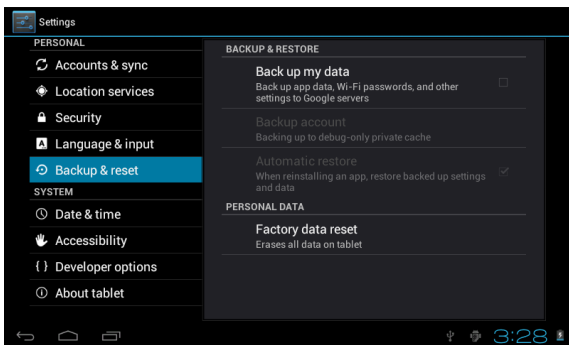 Settings
PERSONAL
Accounts & sync
Location services
Security
Language & input
Backup & reset
SYSTEM
Date & time
Accessibility
Developer options
About tablet
BACKUP & RESTORE
Back up my data
Back up app data, Wi-Fi passwords, and other
settings to Google servers
Backup account
Backing up to debug-only private cache
Automatic restore
When reinstalling an app, restore backed up settings
and data
PERSONAL DATA
Factory data reset
Erases all data on tablet
3:28